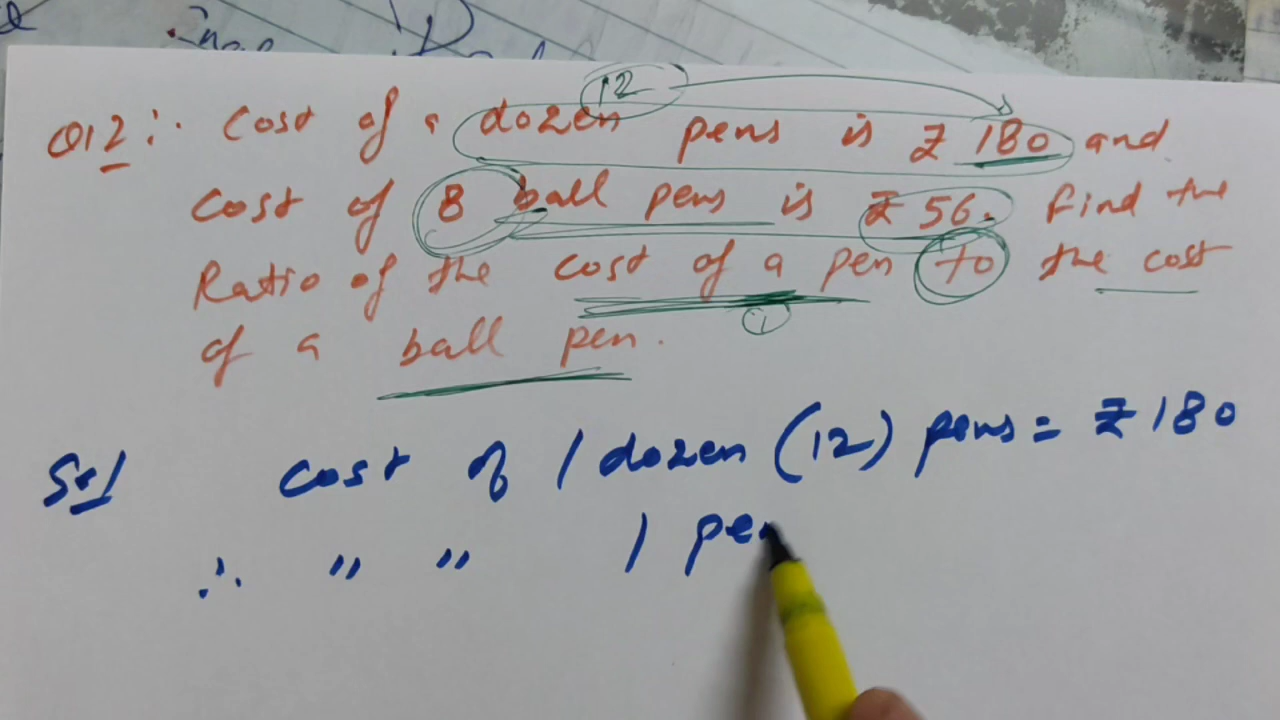 12
Q12:. Cost of a dozen pens is ₹ 180 and
Cost of 8 ball pens is ₹ 56. Find the
Ratio of the cost of a pen to the cost
1
of a ball pen.
Sol Cost of 1 dozen (12) pens = ₹ 180
∴ " " 1 pen